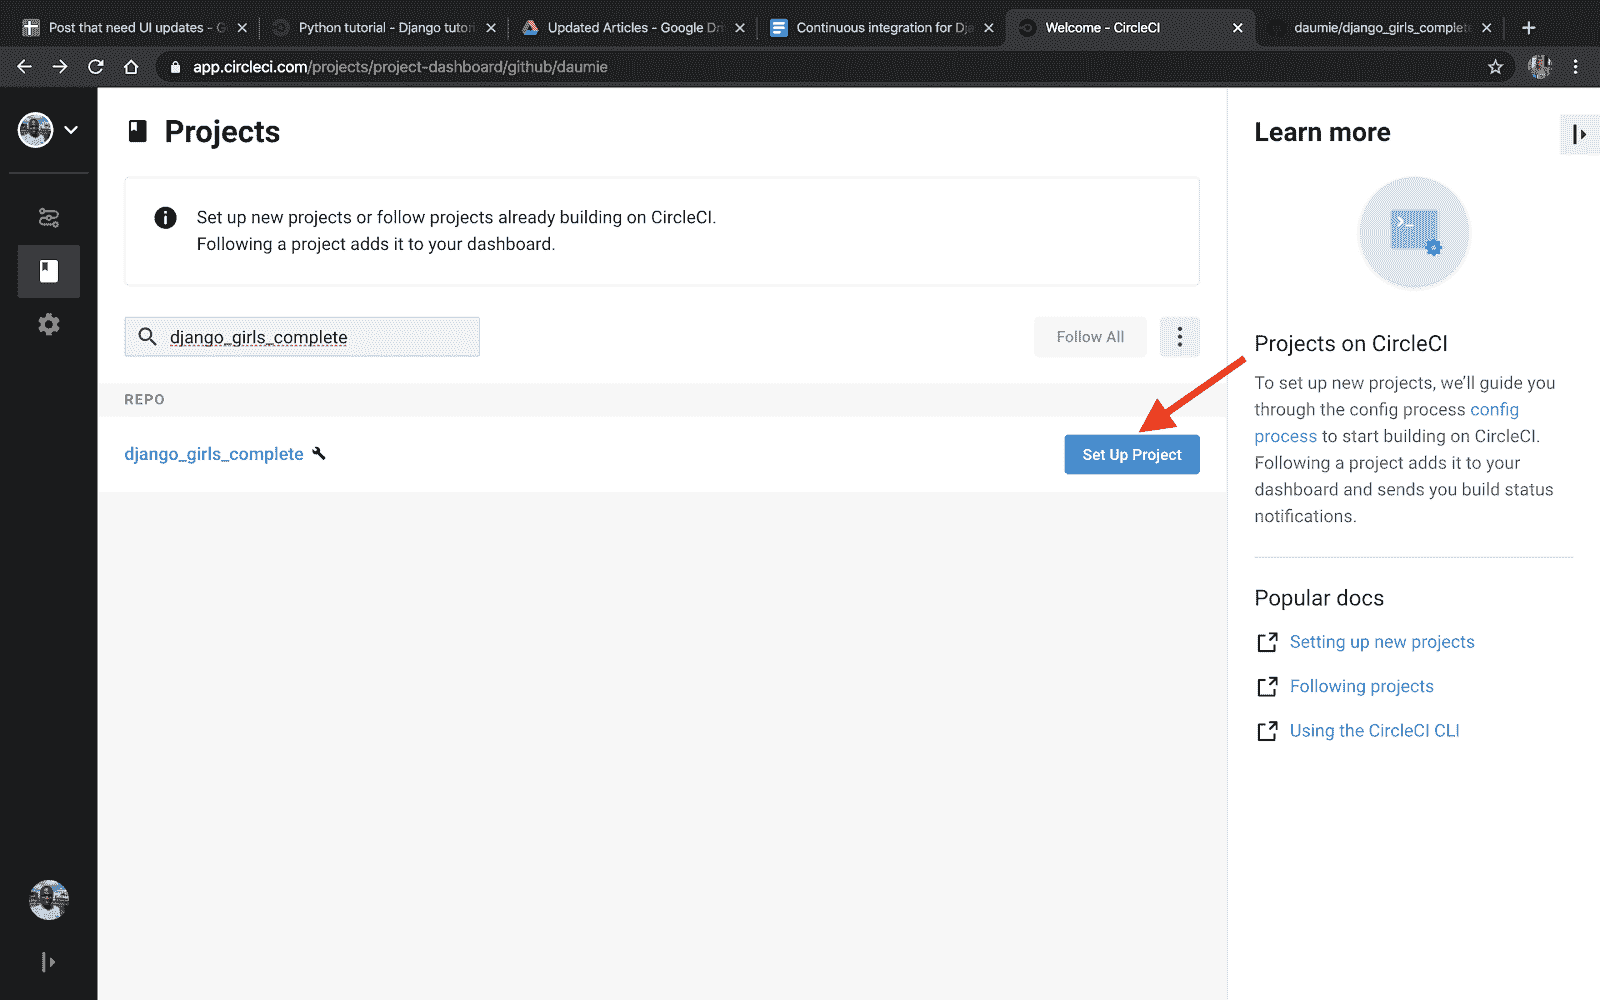 Post that need UI updates - G
Python tutorial - Django tutori
Updated Articles - Google Dri
Continuous integration for Dja
Welcome - CircleCI
daumie/django_girls_complete
app.circleci.com/projects/project-dashboard/github/daumie
Projects
Set up new projects or follow projects already building on CircleCI.
Following a project adds it to your dashboard.
django_girls_complete
Follow All
REPO
django_girls_complete
Set Up Project
Learn more
Projects on CircleCI
To set up new projects, we'll guide you
through the config process config
process to start building on CircleCI.
Following a project adds it to your
dashboard and sends you build status
notifications.
Popular docs
Setting up new projects
Following projects
Using the CircleCI CLI